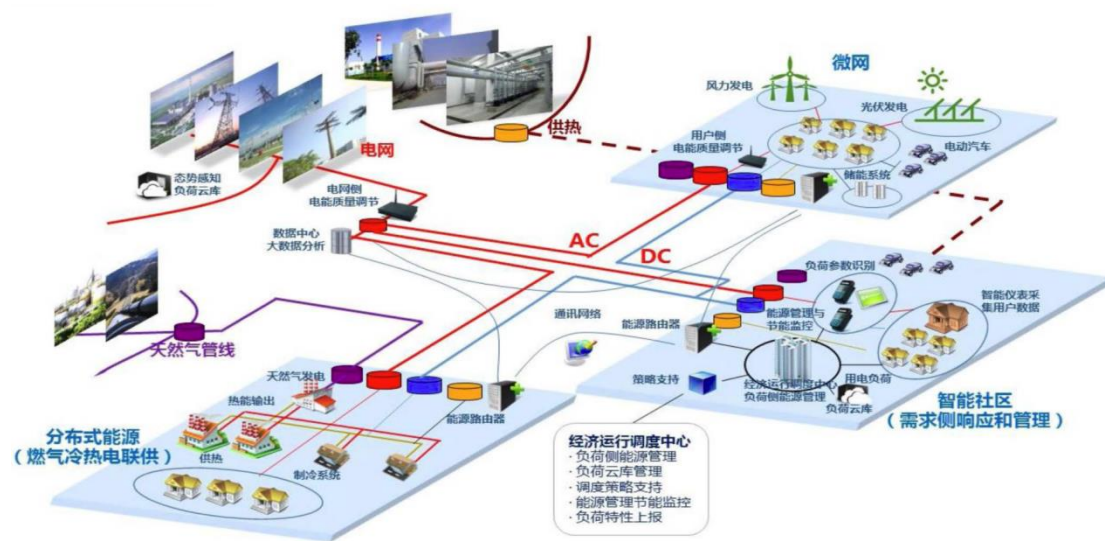 微网
风力发电
光伏发电
供热
用户侧
电能质量调节
电动汽车
电网
态势感知
负荷云库
电网侧
电能质量调节
储能系统
数据中心
大数据分析
AC
DC
负荷参数识别
智能仪表采
集用户数据
通讯网络
能源路由器
能源管理与
节能监控
天然气管线
天然气发电
策略支持
经济运行调度中心
负荷侧能源管理
用电负荷
负荷云库
热能输出
能源路由器
智能社区
(需求侧响应和管理)
分布式能源
(燃气冷热电联供)
供热
制冷系统
经济运行调度中心
·负荷侧能源管理
·负荷云库管理
·调度策略支持
·能源管理节能监控
·负荷特性上报